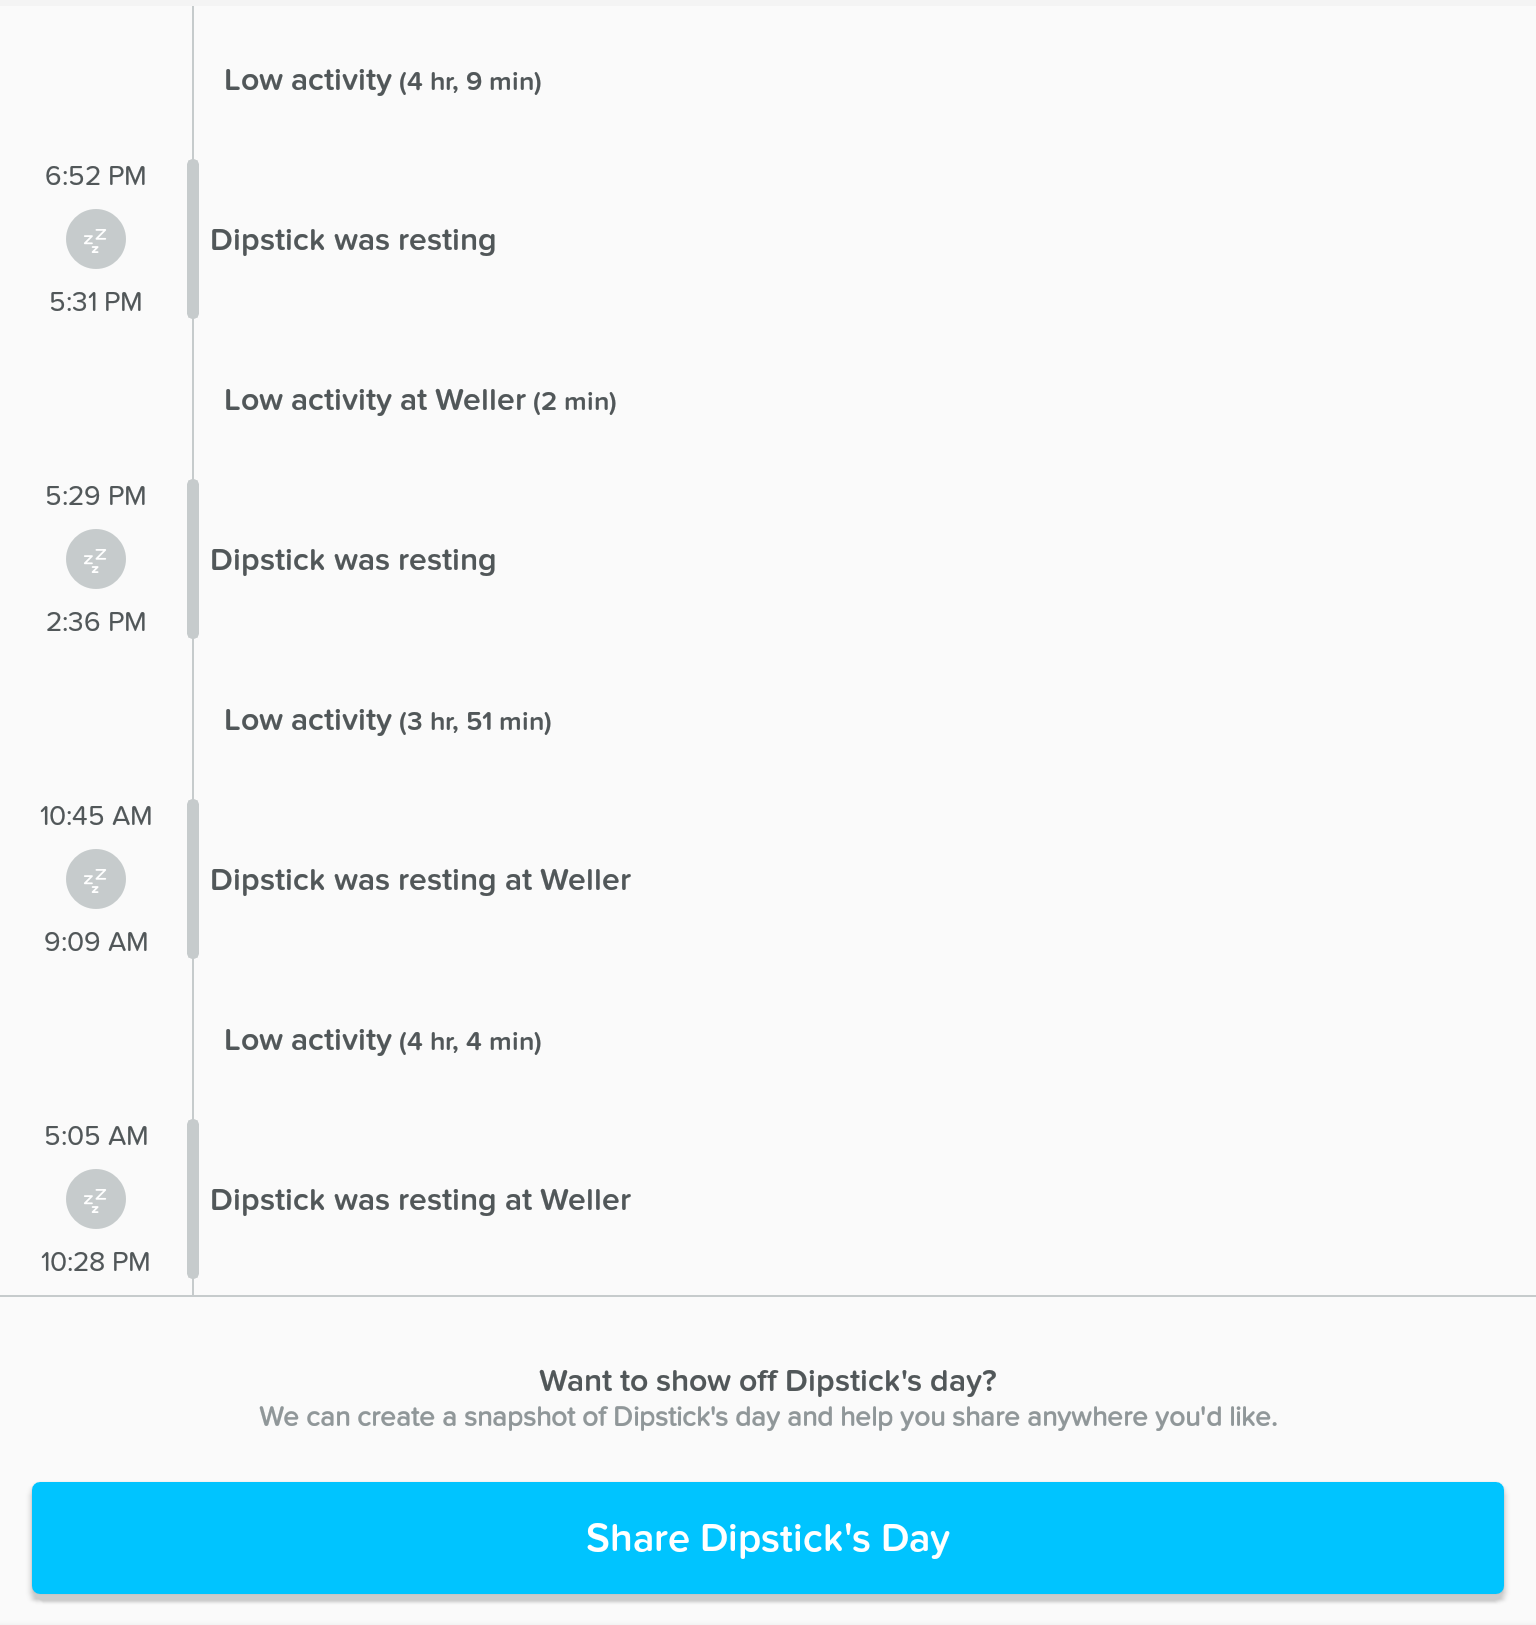 Low activity (4 hr, 9 min)
6:52 PM
zzz
Dipstick was resting
5:31 PM
Low activity at Weller (2 min)
5:29 PM
zzz
Dipstick was resting
2:36 PM
Low activity (3 hr, 51 min)
10:45 AM
zzz
Dipstick was resting at Weller
9:09 AM
Low activity (4 hr, 4 min)
5:05 AM
zzz
Dipstick was resting at Weller
10:28 PM
Want to show off Dipstick's day?
We can create a snapshot of Dipstick's day and help you share anywhere you'd like.
Share Dipstick's Day